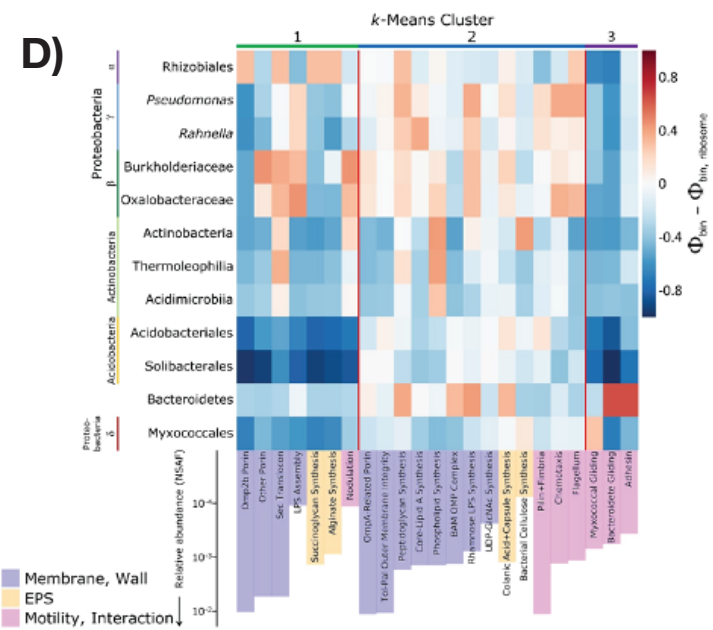 D)
k-Means Cluster
1 2 3
Proteobacteria
α
γ
β
Actinobacteria
Acidobacteria
Proteo-
bacteria
δ
Rhizobiales
Pseudomonas
Rahnella
Burkholderiaceae
Oxalobacteraceae
Actinobacteria
Thermoleophilia
Acidimicrobiia
Acidobacteriales
Solibacterales
Bacteroidetes
Myxococcales
0.8
0.4
0
-0.4
-0.8
Φbin − Φbin, ribosome
Relative abundance (NSAF)
10⁻⁴
10⁻³
10⁻²
Omp2b Porin
Other Porin
Sec Translocon
LPS Assembly
Succinoglycan Synthesis
Alginate Synthesis
Nodulation
OmpA-Related Porin
Tol-Pal Outer Membrane Integrity
Peptidoglycan Synthesis
Core-Lipid A Synthesis
Phospholipid Synthesis
BAM OMP Complex
Rhamnose LPS Synthesis
UDP-GlcNAc Synthesis
Colanic Acid+Capsule Synthesis
Bacterial Cellulose Synthesis
Pilin+Fimbria
Chemotaxis
Flagellum
Myxococcal Gliding
Bacteroidete Gliding
Adhesin
Membrane, Wall
EPS
Motility, Interaction